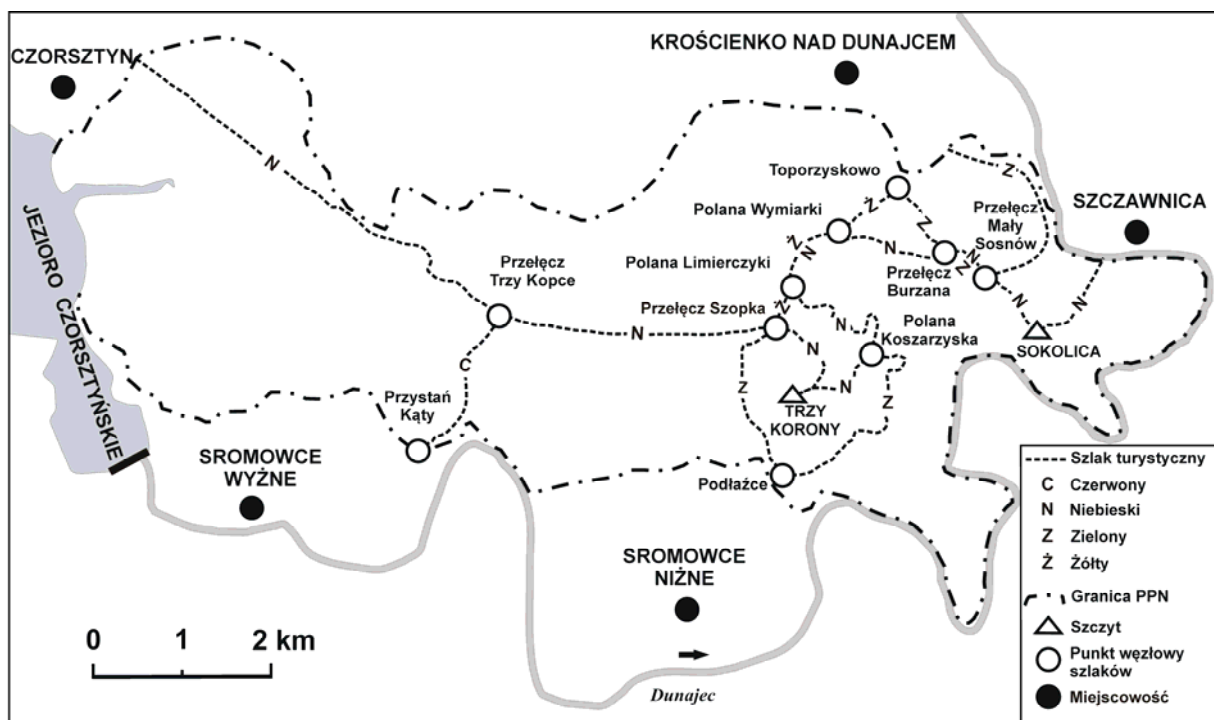 CZORSZTYN
KROŚCIENKO NAD DUNAJCEM
N
Toporzyskowo
Ż
Polana Wymiarki
Ż
Z
Przełęcz
Mały
Sosnów
SZCZAWNICA
Ż
N
N
N
Z
Polana Limierczyki
Przełęcz
Burzana
Przełęcz
Trzy Kopce
Przełęcz Szopka
Ż
N
N
Polana
Koszarzyska
SOKOLICA
N
N
N
N
JEZIORO CZORSZTYŃSKIE
C
Przystań
Kąty
Ż
TRZY
KORONY
Z
SROMOWCE
WYŻNE
Podłaźce
SROMOWCE
NIŻNE
Szlak turystyczny
C Czerwony
N Niebieski
Z Zielony
Ż Żółty
Granica PPN
Szczyt
Punkt węzłowy
szlaków
Miejscowość
0 1 2 km
Dunajec